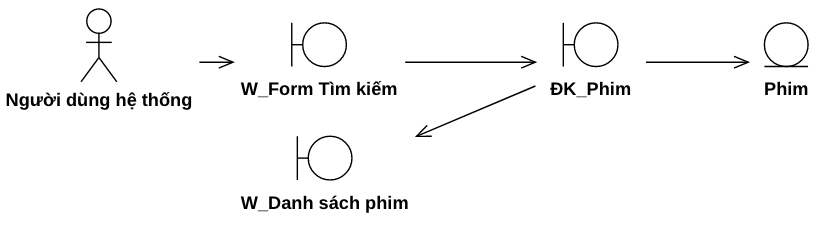 Người dùng hệ thống
W_Form Tìm kiếm
ĐK_Phim
Phim
W_Danh sách phim